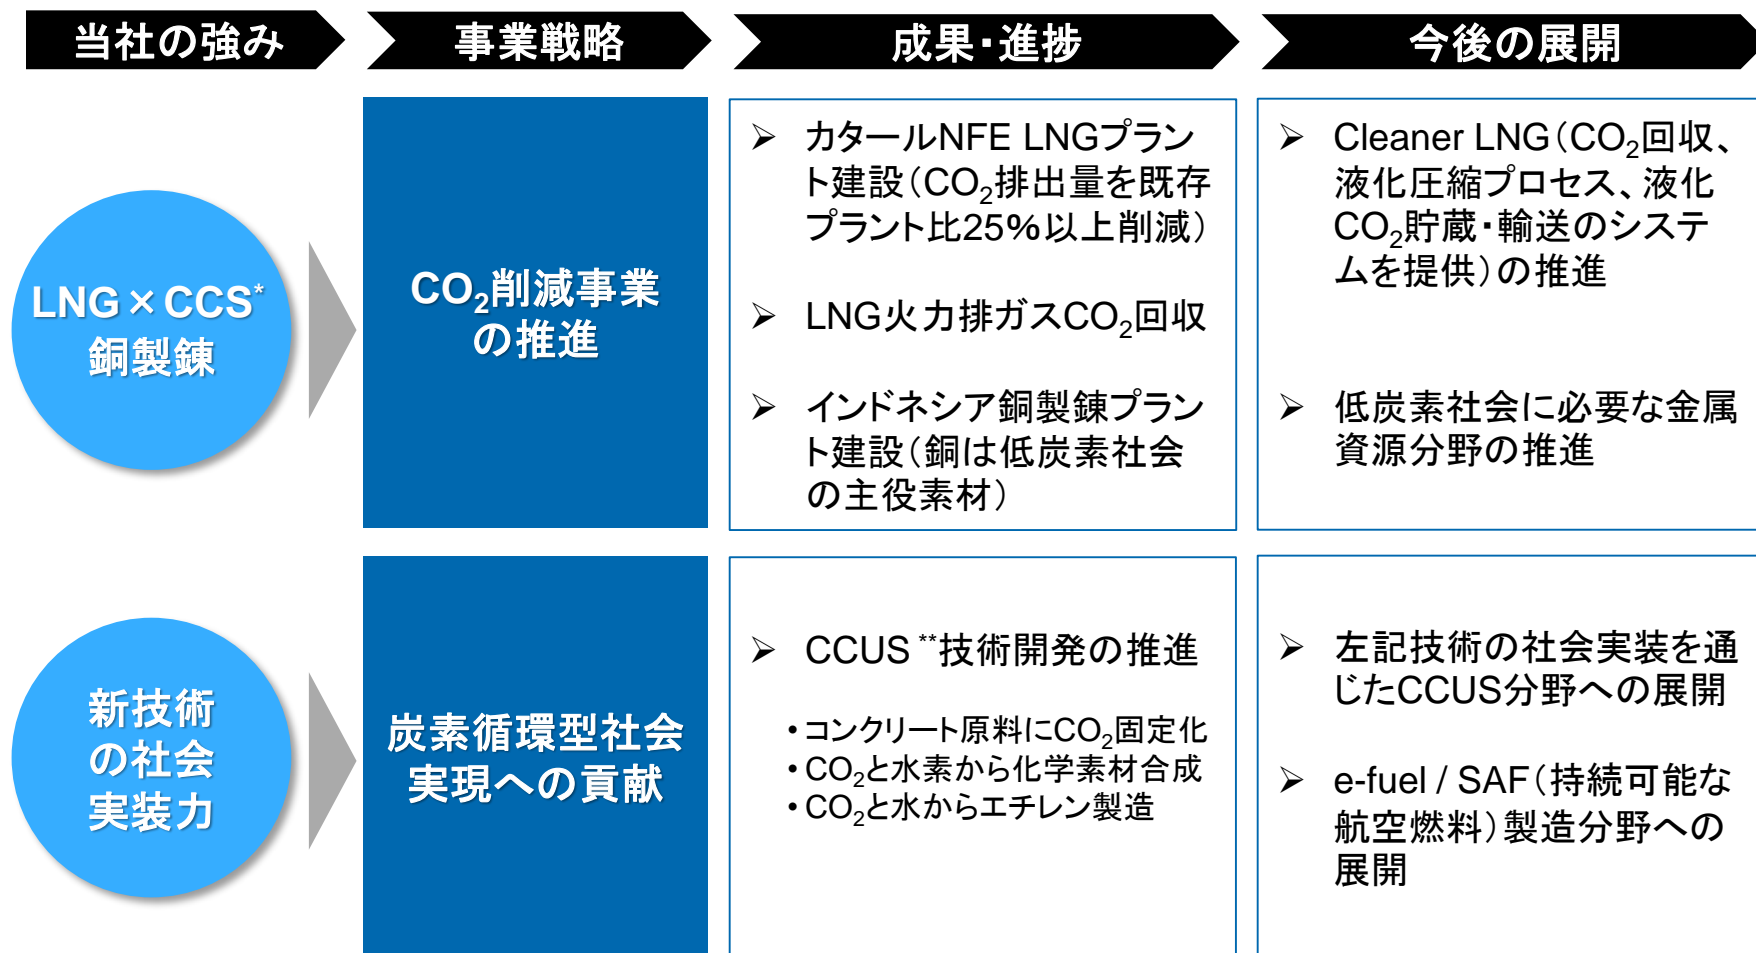 当社の強み
事業戦略
成果・進捗
今後の展開
LNG×CCS*
銅製錬
CO₂削減事業
の推進
➢ カタールNFE LNGプラン
ト建設（CO₂排出量を既存
プラント比25%以上削減）
➢ LNG火力排ガスCO₂回収
➢ インドネシア銅製錬プラン
ト建設（銅は低炭素社会
の主役素材）
➢ Cleaner LNG（CO₂回収、
液化圧縮プロセス、液化
CO₂貯蔵・輸送のシステ
ムを提供）の推進
➢ 低炭素社会に必要な金属
資源分野の推進
新技術
の社会
実装力
炭素循環型社会
実現への貢献
➢ CCUS **技術開発の推進
・コンクリート原料にCO₂固定化
・CO₂と水素から化学素材合成
・CO₂と水からエチレン製造
➢ 左記技術の社会実装を通
じたCCUS分野への展開
➢ e-fuel / SAF（持続可能な
航空燃料）製造分野への
展開